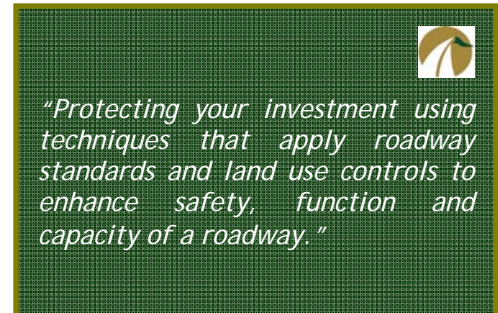 “Protecting your investment using
techniques that apply roadway
standards and land use controls to
enhance safety, function and
capacity of a roadway.”